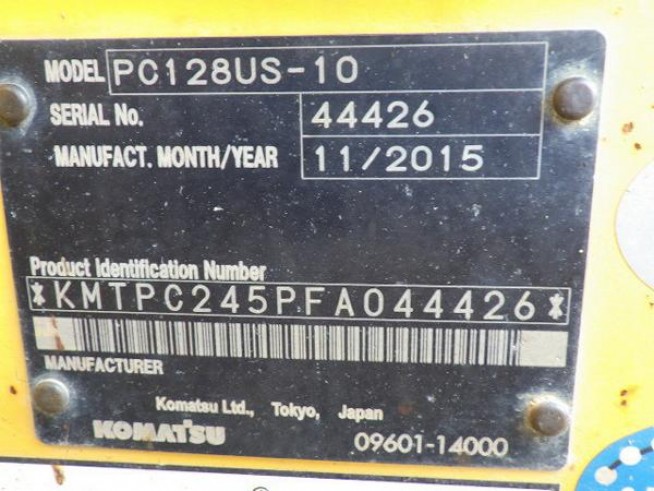 MODEL PC128US-10
SERIAL No. 44426
MANUFACT. MONTH/YEAR 11/2015
Product Identification Number
*KMTPC245PFA044426*
MANUFACTURER
Komatsu Ltd., Tokyo, Japan
KOMATSU 09601-14000